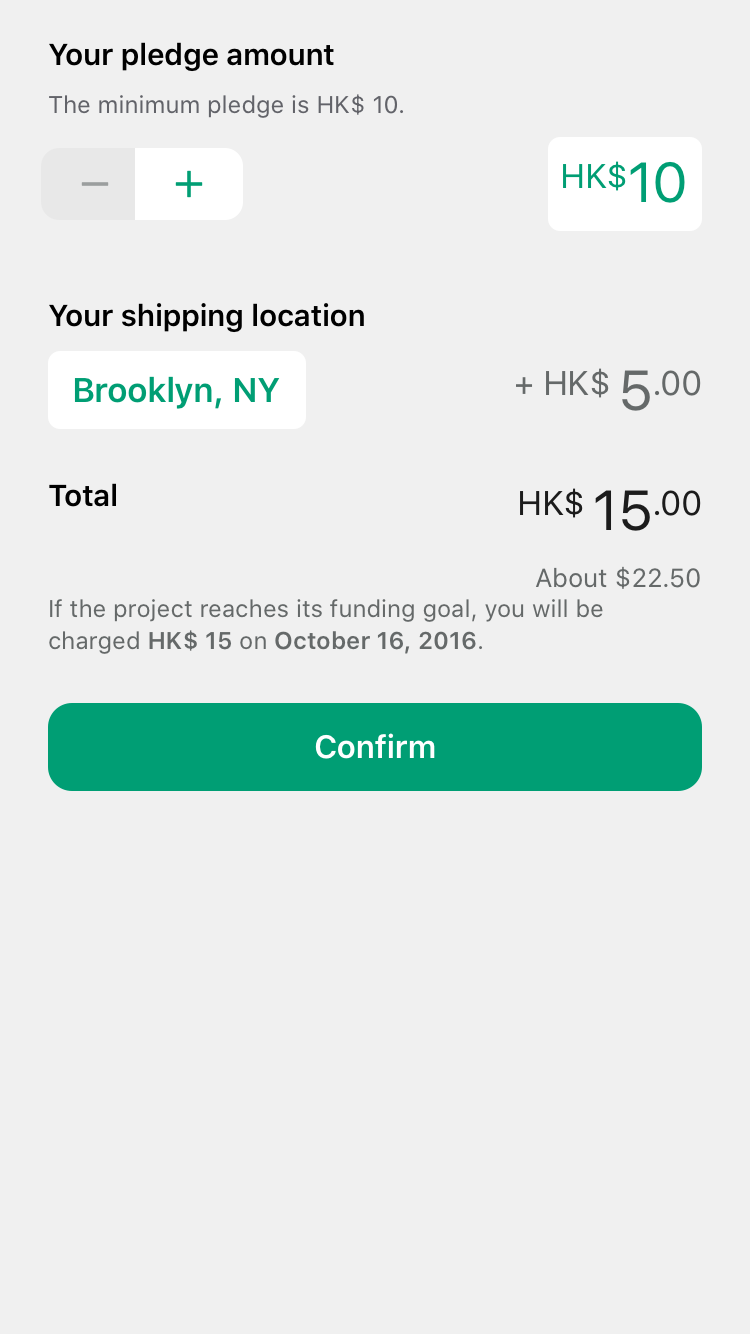 Your pledge amount
The minimum pledge is HK$ 10.
− +
HK$10
Your shipping location
Brooklyn, NY
+ HK$ 5.00
Total
HK$ 15.00
About $22.50
If the project reaches its funding goal, you will be
charged HK$ 15 on October 16, 2016.
Confirm